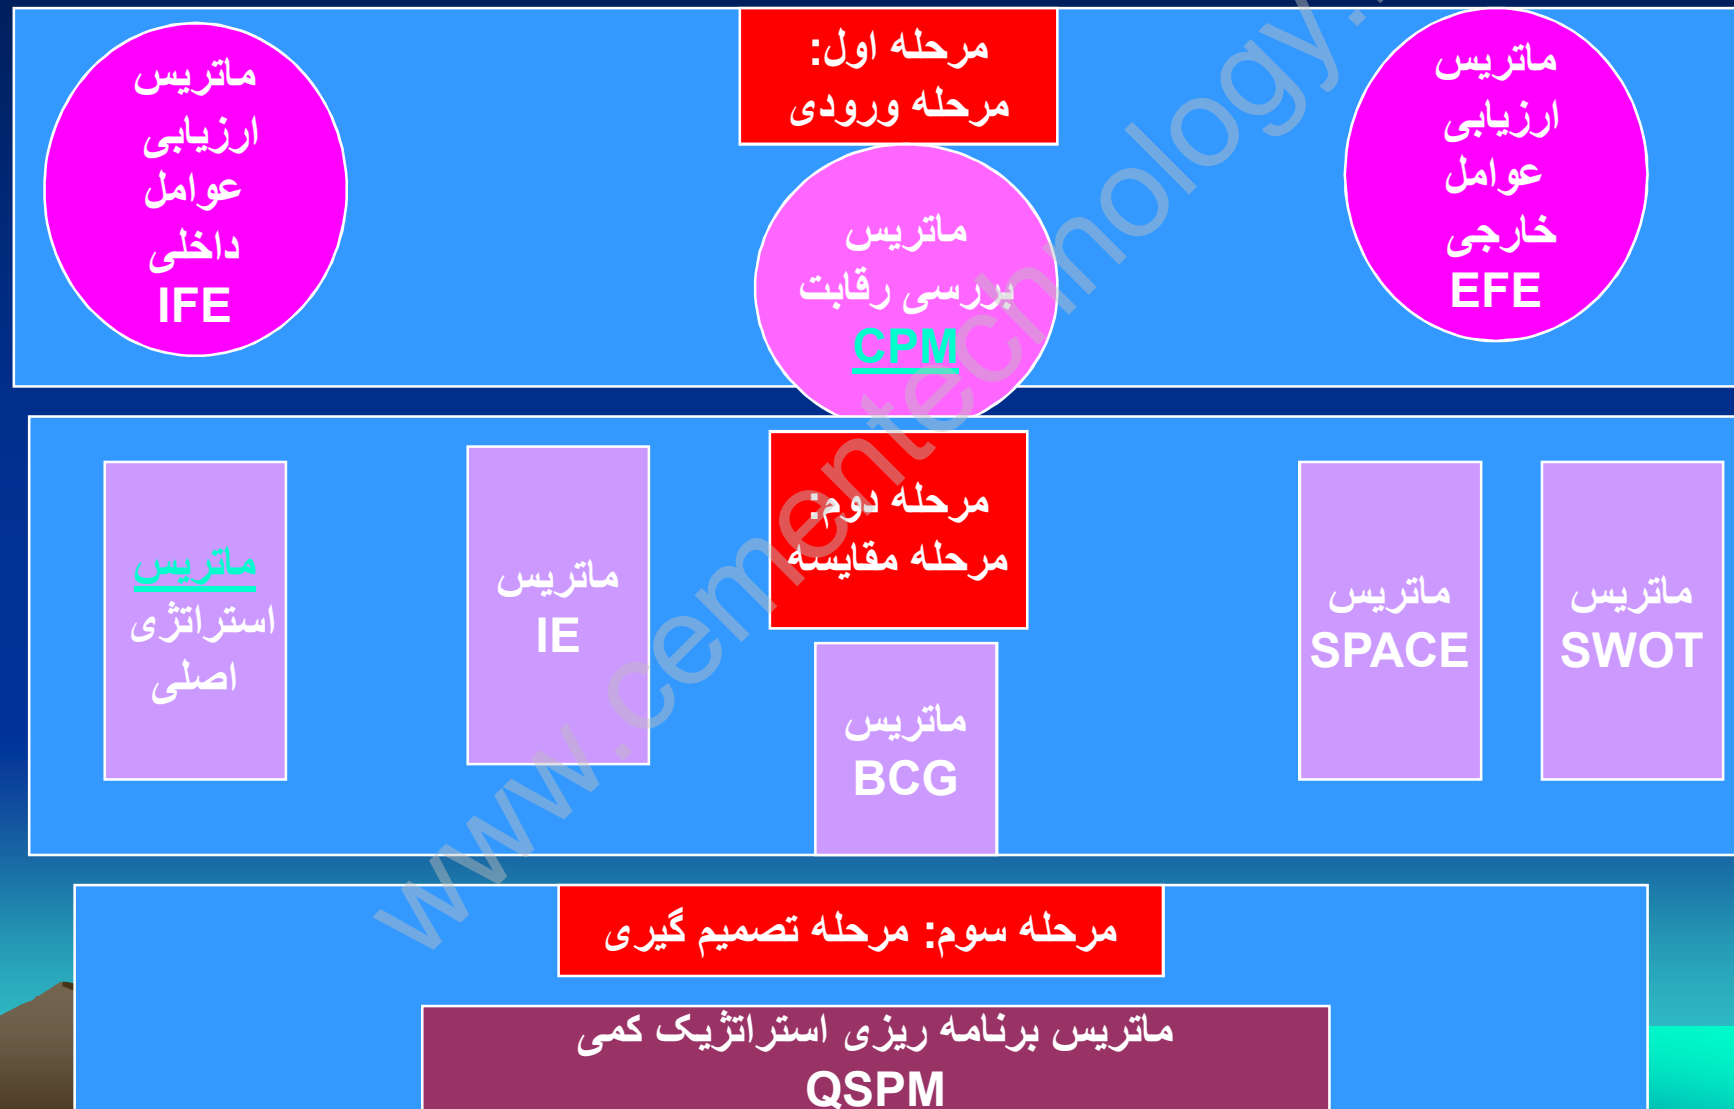 مرحله اول:
مرحله ورودی
ماتریس
ارزیابی
عوامل
خارجی
EFE
ماتریس
بررسی رقابت
CPM
ماتریس
ارزیابی
عوامل
داخلی
IFE
مرحله دوم:
مرحله مقایسه
ماتریس
SWOT
ماتریس
SPACE
ماتریس
BCG
ماتریس
IE
ماتریس
استراتژی
اصلی
مرحله سوم: مرحله تصمیم گیری
ماتریس برنامه ریزی استراتژیک کمی
QSPM
www.cementechnology.